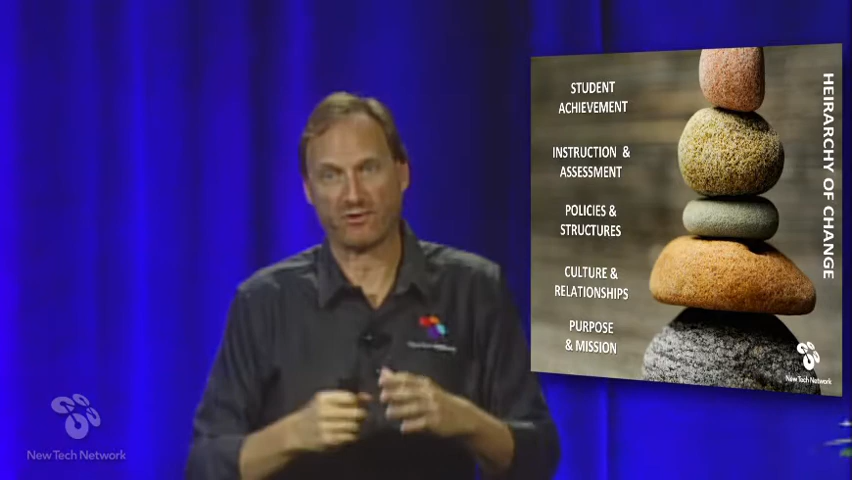 STUDENT
ACHIEVEMENT
INSTRUCTION &
ASSESSMENT
POLICIES &
STRUCTURES
CULTURE &
RELATIONSHIPS
PURPOSE
& MISSION
HEIRARCHY OF CHANGE
New Tech Network
New Tech Network